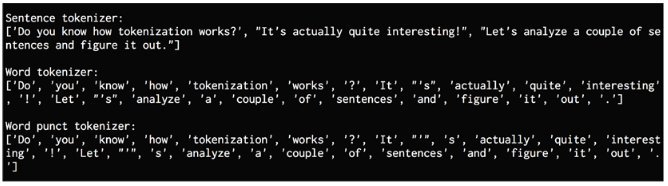 Sentence tokenizer:
['Do you know how tokenization works?', "It's actually quite interesting!", "Let's analyze a couple of se
ntences and figure it out."]
Word tokenizer:
['Do', 'you', 'know', 'how', 'tokenization', 'works', '?', 'It', "'s", 'actually', 'quite', 'interesting'
, '!', 'Let', "'s", 'analyze', 'a', 'couple', 'of', 'sentences', 'and', 'figure', 'it', 'out', '.']
Word punct tokenizer:
['Do', 'you', 'know', 'how', 'tokenization', 'works', '?', 'It', "'", 's', 'actually', 'quite', 'interest
ing', '!', 'Let', "'", 's', 'analyze', 'a', 'couple', 'of', 'sentences', 'and', 'figure', 'it', 'out', '.
']